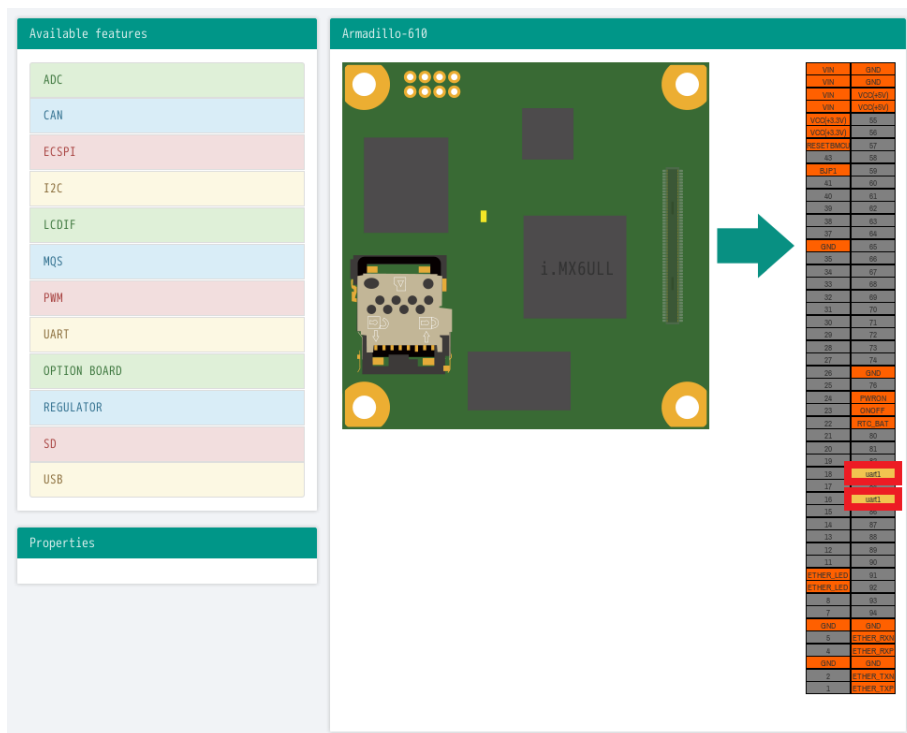 Available features
ADC
CAN
ECSPI
I2C
LCDIF
MQS
PWM
UART
OPTION BOARD
REGULATOR
SD
USB
Properties
Armadillo-610
i.MX6ULL
VIN GND
VIN GND
VIN VCC(+5V)
VIN VCC(+5V)
VCC(+3.3V) 55
VCC(+3.3V) 56
RESETBMCU 57
43 58
BJP1 59
41 60
40 61
39 62
38 63
37 64
GND 65
35 66
34 67
33 68
32 69
31 70
30 71
29 72
28 73
27 74
26 GND
25 76
24 PWRON
23 ONOFF
22 RTC_BAT
21 80
20 81
19
18 uart1
17
16 uart1
15 86
14 87
13 88
12 89
11 90
ETHER_LED 91
ETHER_LED 92
8 93
7 94
GND GND
5 ETHER_RXN
4 ETHER_RXP
GND GND
2 ETHER_TXN
1 ETHER_TXP